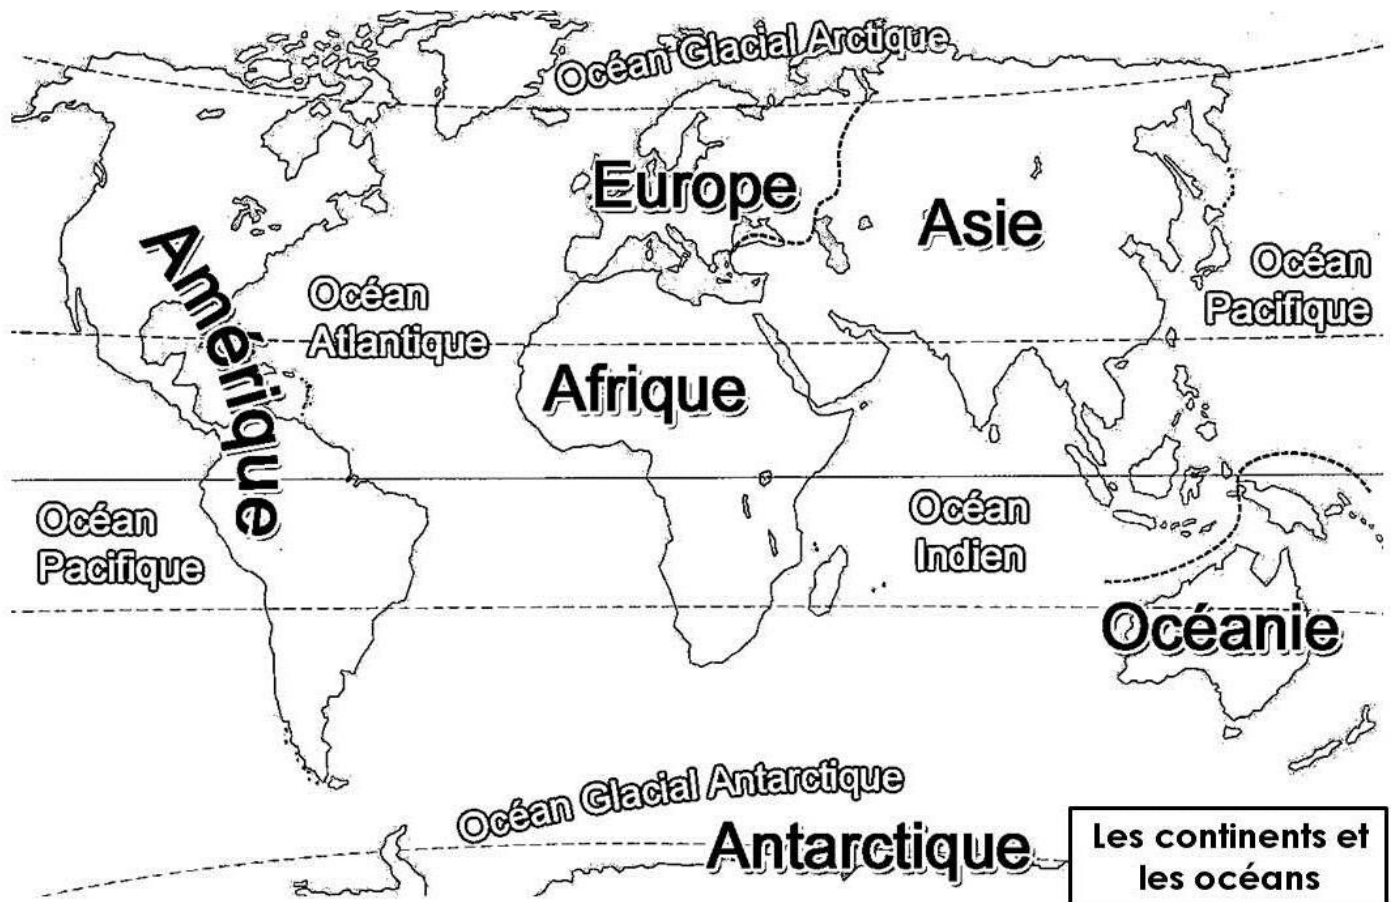 Océan Glacial Arctique
Europe
Asie
Amérique
Océan
Atlantique
Océan
Pacifique
Afrique
Océan
Pacifique
Océan
Indien
Océanie
Océan Glacial Antarctique
Antarctique
Les continents et
les océans